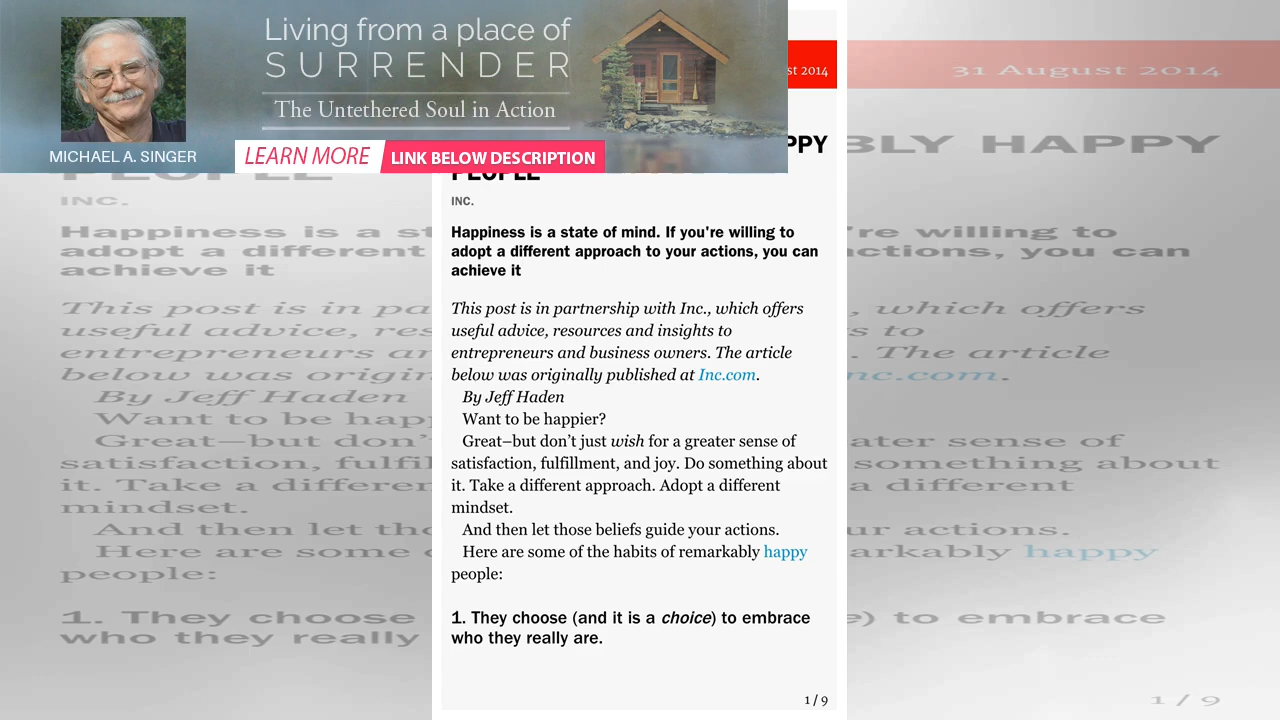 Living from a place of
SURRENDER
The Untethered Soul in Action
MICHAEL A. SINGER
LEARN MORE
LINK BELOW DESCRIPTION
st 2014
31 August 2014
PPY
BLY HAPPY
PEOPLE
INC.
Happiness is a state of mind. If you're willing to
adopt a different approach to your actions, you can
achieve it
This post is in partnership with Inc., which offers
useful advice, resources and insights to
entrepreneurs and business owners. The article
below was originally published at Inc.com.
By Jeff Haden
Want to be happier?
Great–but don't just wish for a greater sense of
satisfaction, fulfillment, and joy. Do something about
it. Take a different approach. Adopt a different
mindset.
And then let those beliefs guide your actions.
Here are some of the habits of remarkably happy
people:
1. They choose (and it is a choice) to embrace
who they really are.
1 / 9